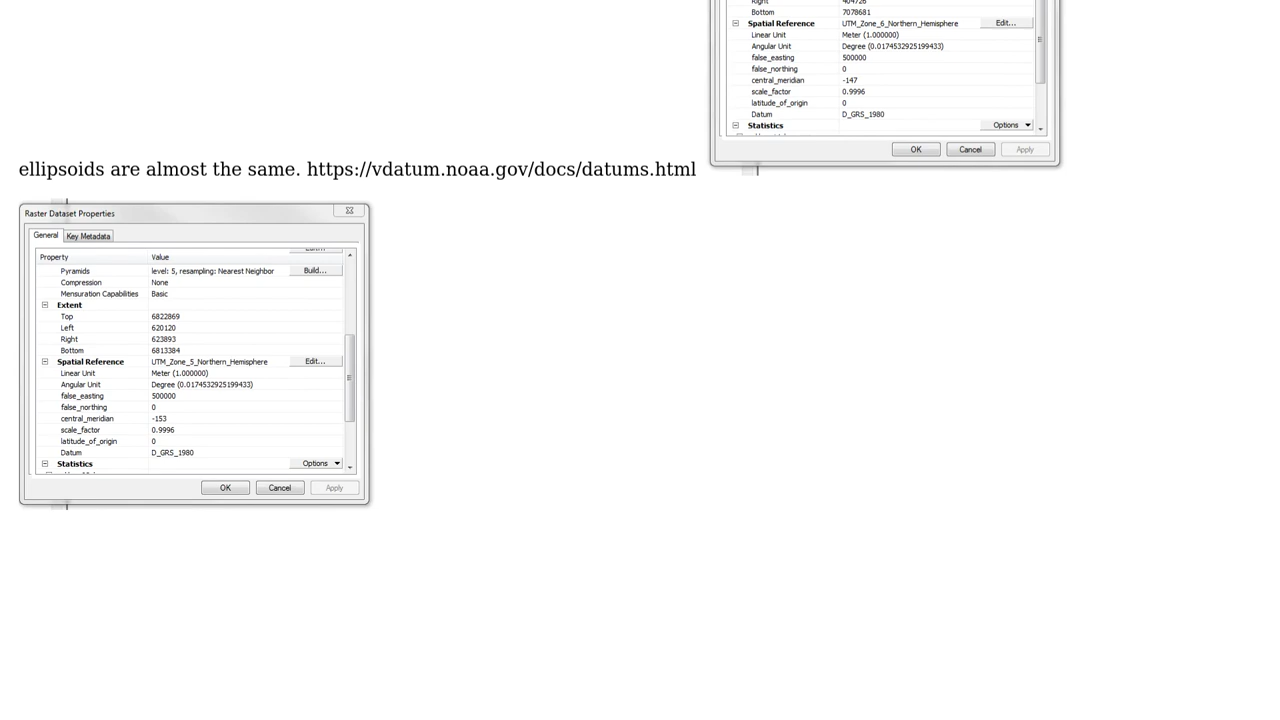 Right 404726
Bottom 7078681
Spatial Reference UTM_Zone_6_Northern_Hemisphere Edit...
Linear Unit Meter (1.000000)
Angular Unit Degree (0.0174532925199433)
false_easting 500000
false_northing 0
central_meridian -147
scale_factor 0.9996
latitude_of_origin 0
Datum D_GRS_1980
Statistics Options
OK Cancel Apply
ellipsoids are almost the same. https://vdatum.noaa.gov/docs/datums.html
Raster Dataset Properties
General Key Metadata
Property Value
Pyramids level: 5, resampling: Nearest Neighbor Build...
Compression None
Mensuration Capabilities Basic
Extent
Top 6822869
Left 620120
Right 623893
Bottom 6813384
Spatial Reference UTM_Zone_5_Northern_Hemisphere Edit...
Linear Unit Meter (1.000000)
Angular Unit Degree (0.0174532925199433)
false_easting 500000
false_northing 0
central_meridian -153
scale_factor 0.9996
latitude_of_origin 0
Datum D_GRS_1980
Statistics Options
OK Cancel Apply